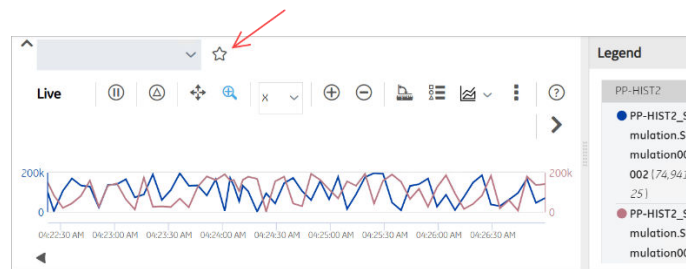 Legend
Live
x
?
PP-HIST2
PP-HIST2_S
mulation.S
mulation00
002 (74,941
25)
PP-HIST2_S
mulation.S
mulation00
200k
200k
0
0
04:22:30 AM 04:23:00 AM 04:23:30 AM 04:24:00 AM 04:24:30 AM 04:25:00 AM 04:25:30 AM 04:26:00 AM 04:26:30 AM